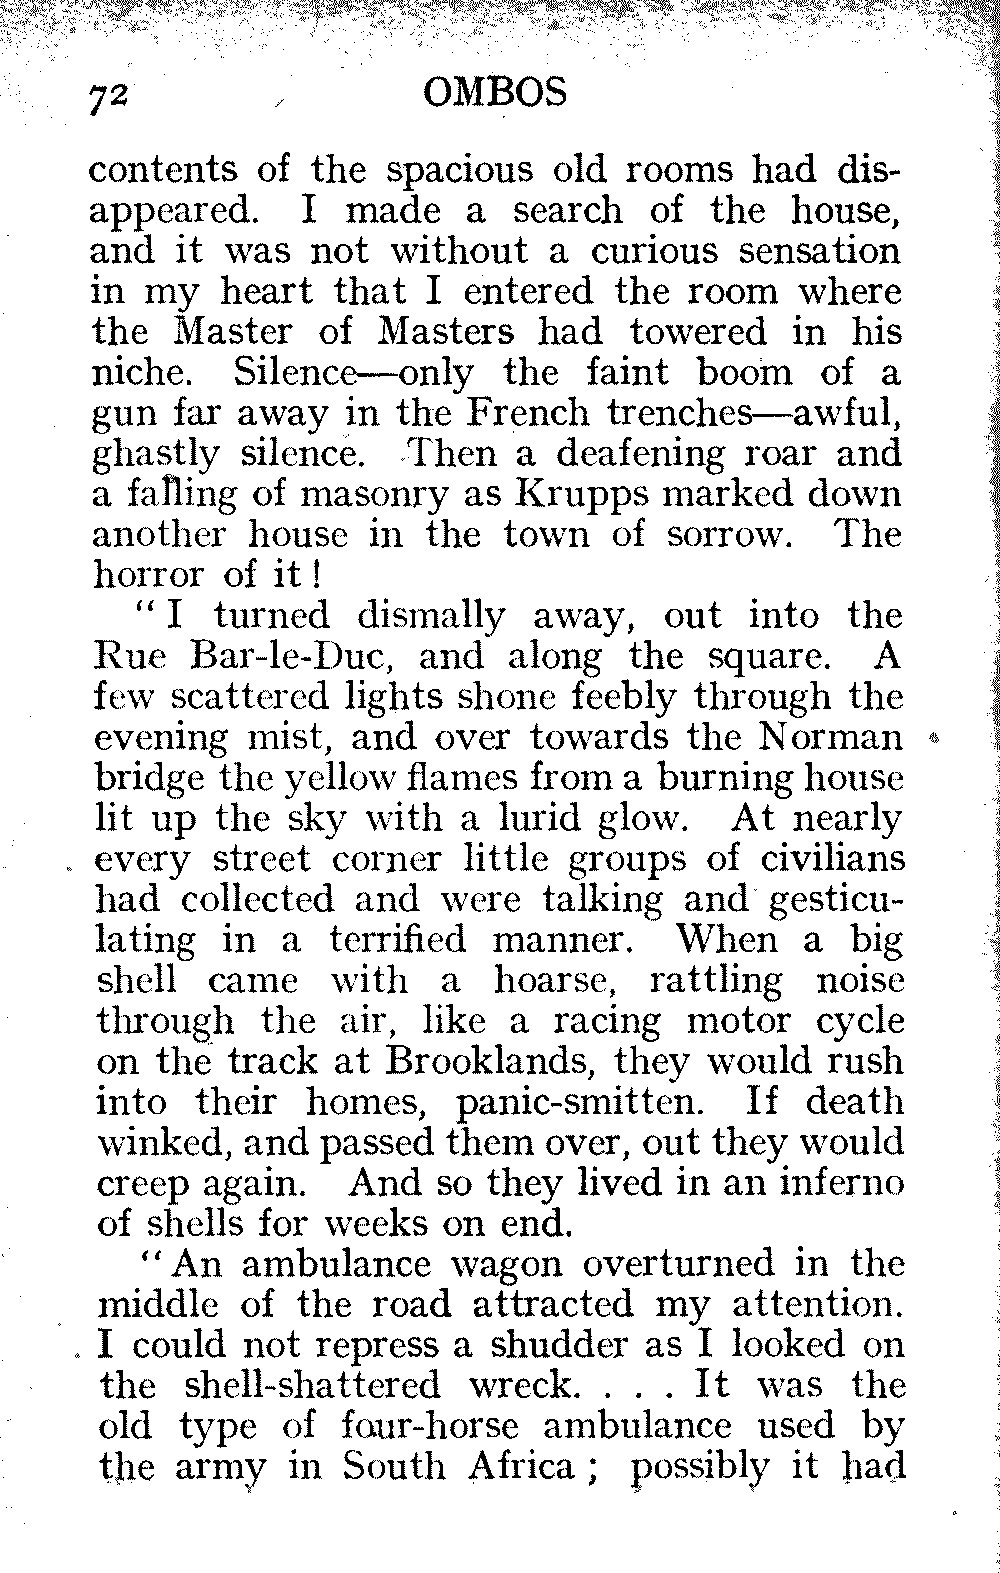 72 OMBOS
contents of the spacious old rooms had dis-
appeared. I made a search of the house,
and it was not without a curious sensation
in my heart that I entered the room where
the Master of Masters had towered in his
niche. Silence—only the faint boom of a
gun far away in the French trenches—awful,
ghastly silence. Then a deafening roar and
a falling of masonry as Krupps marked down
another house in the town of sorrow. The
horror of it !
“ I turned dismally away, out into the
Rue Bar-le-Duc, and along the square. A
few scattered lights shone feebly through the
evening mist, and over towards the Norman
bridge the yellow flames from a burning house
lit up the sky with a lurid glow. At nearly
every street corner little groups of civilians
had collected and were talking and gesticu-
lating in a terrified manner. When a big
shell came with a hoarse, rattling noise
through the air, like a racing motor cycle
on the track at Brooklands, they would rush
into their homes, panic-smitten. If death
winked, and passed them over, out they would
creep again. And so they lived in an inferno
of shells for weeks on end.
“ An ambulance wagon overturned in the
middle of the road attracted my attention.
I could not repress a shudder as I looked on
the shell-shattered wreck. . . . It was the
old type of four-horse ambulance used by
the army in South Africa ; possibly it had